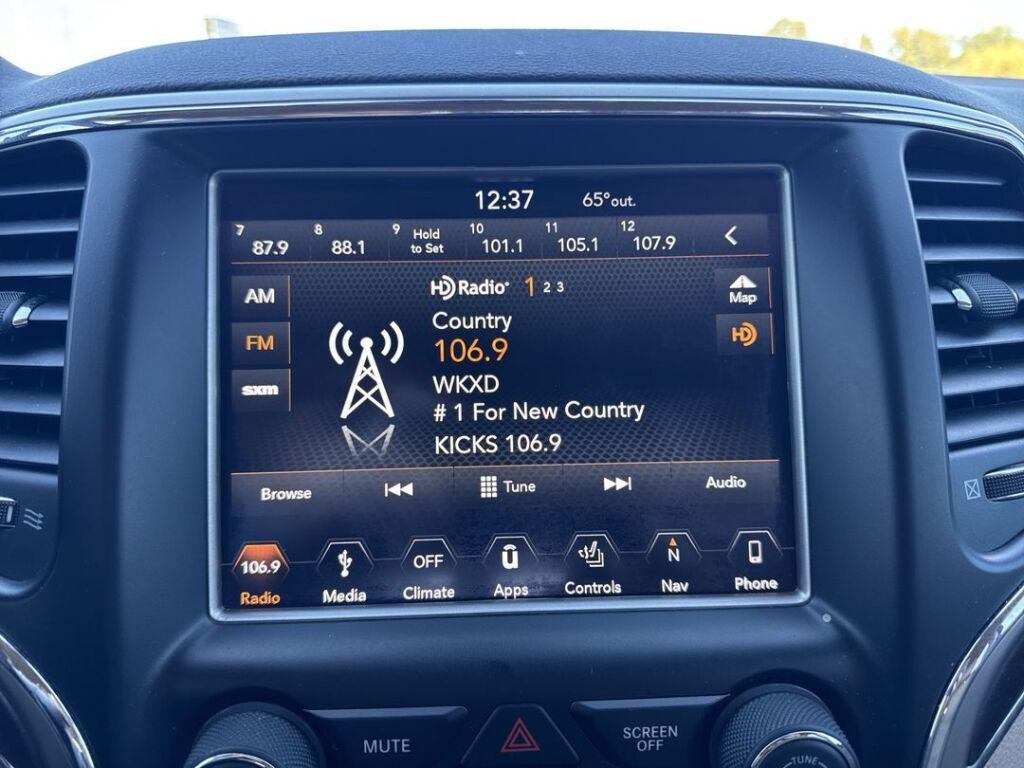 12:37 65°out.
7 87.9 8 88.1 9 Hold to Set 10 101.1 11 105.1 12 107.9
AM HD Radio 1 2 3 Map
FM Country HD
106.9
sxm WKXD
# 1 For New Country
KICKS 106.9
Browse Tune Audio
106.9 OFF N
Radio Media Climate Apps Controls Nav Phone
MUTE SCREEN OFF
TUNE